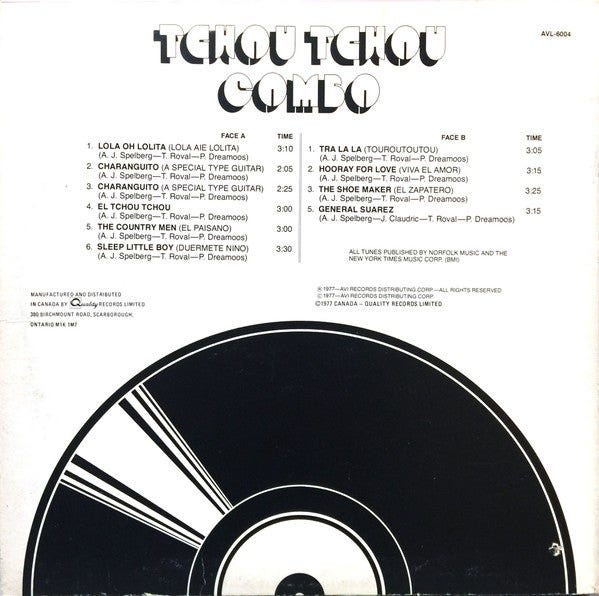 TCHOU TCHOU
COMBO
AVL-6004
FACE A TIME
1. LOLA OH LOLITA (LOLA AIE LOLITA) 3:10
(A. J. Spelberg—T. Roval—P. Dreamoos)
2. CHARANGUITO (A SPECIAL TYPE GUITAR) 2:05
(A. J. Spelberg—T. Roval—P. Dreamoos)
3. CHARANGUITO (A SPECIAL TYPE GUITAR) 2:25
(A. J. Spelberg—T. Roval—P. Dreamoos)
4. EL TCHOU TCHOU 3:00
(A. J. Spelberg—T. Roval—P. Dreamoos)
5. THE COUNTRY MEN (EL PAISANO) 3:00
(A. J. Spelberg—T. Roval—P. Dreamoos)
6. SLEEP LITTLE BOY (DUERMETE NINO) 3:30
(A. J. Spelberg—T. Roval—P. Dreamoos)
FACE B TIME
1. TRA LA LA (TOUROUTOUTOU) 3:05
(A. J. Spelberg—T. Roval—P. Dreamoos)
2. HOORAY FOR LOVE (VIVA EL AMOR) 3:15
(A. J. Spelberg—T. Roval—P. Dreamoos)
3. THE SHOE MAKER (EL ZAPATERO) 3:25
(A. J. Spelberg—T. Roval—P. Dreamoos)
5. GENERAL SUAREZ 3:15
(A. J. Spelberg—J. Claudric—T. Roval—P. Dreamoos)
ALL TUNES PUBLISHED BY NORFOLK MUSIC AND THE
NEW YORK TIMES MUSIC CORP. (BMI)
MANUFACTURED AND DISTRIBUTED
IN CANADA BY Quality RECORDS LIMITED
380 BIRCHMOUNT ROAD, SCARBOROUGH,
ONTARIO M1K 1M7
℗ 1977—AVI RECORDS DISTRIBUTING CORP.—ALL RIGHTS RESERVED
© 1977—AVI RECORDS DISTRIBUTING CORP.
©1977 CANADA – QUALITY RECORDS LIMITED